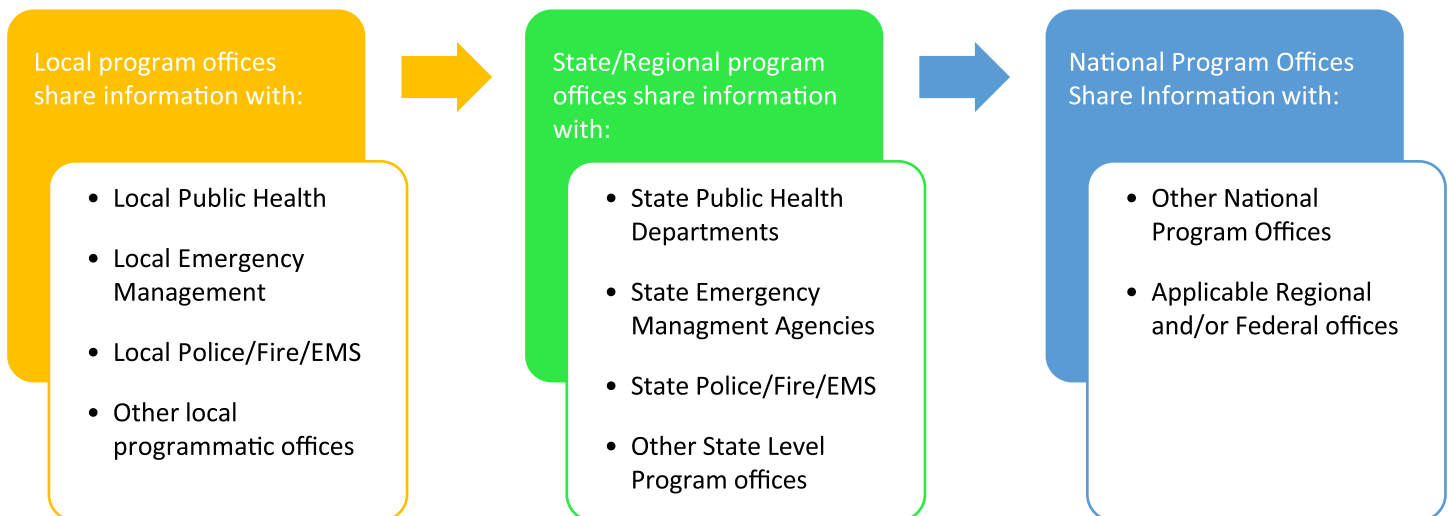 Local program offices
share information with:
• Local Public Health
• Local Emergency
Management
• Local Police/Fire/EMS
• Other local
programmatic offices
State/Regional program
offices share information
with:
• State Public Health
Departments
• State Emergency
Managment Agencies
• State Police/Fire/EMS
• Other State Level
Program offices
National Program Offices
Share Information with:
• Other National
Program Offices
• Applicable Regional
and/or Federal offices